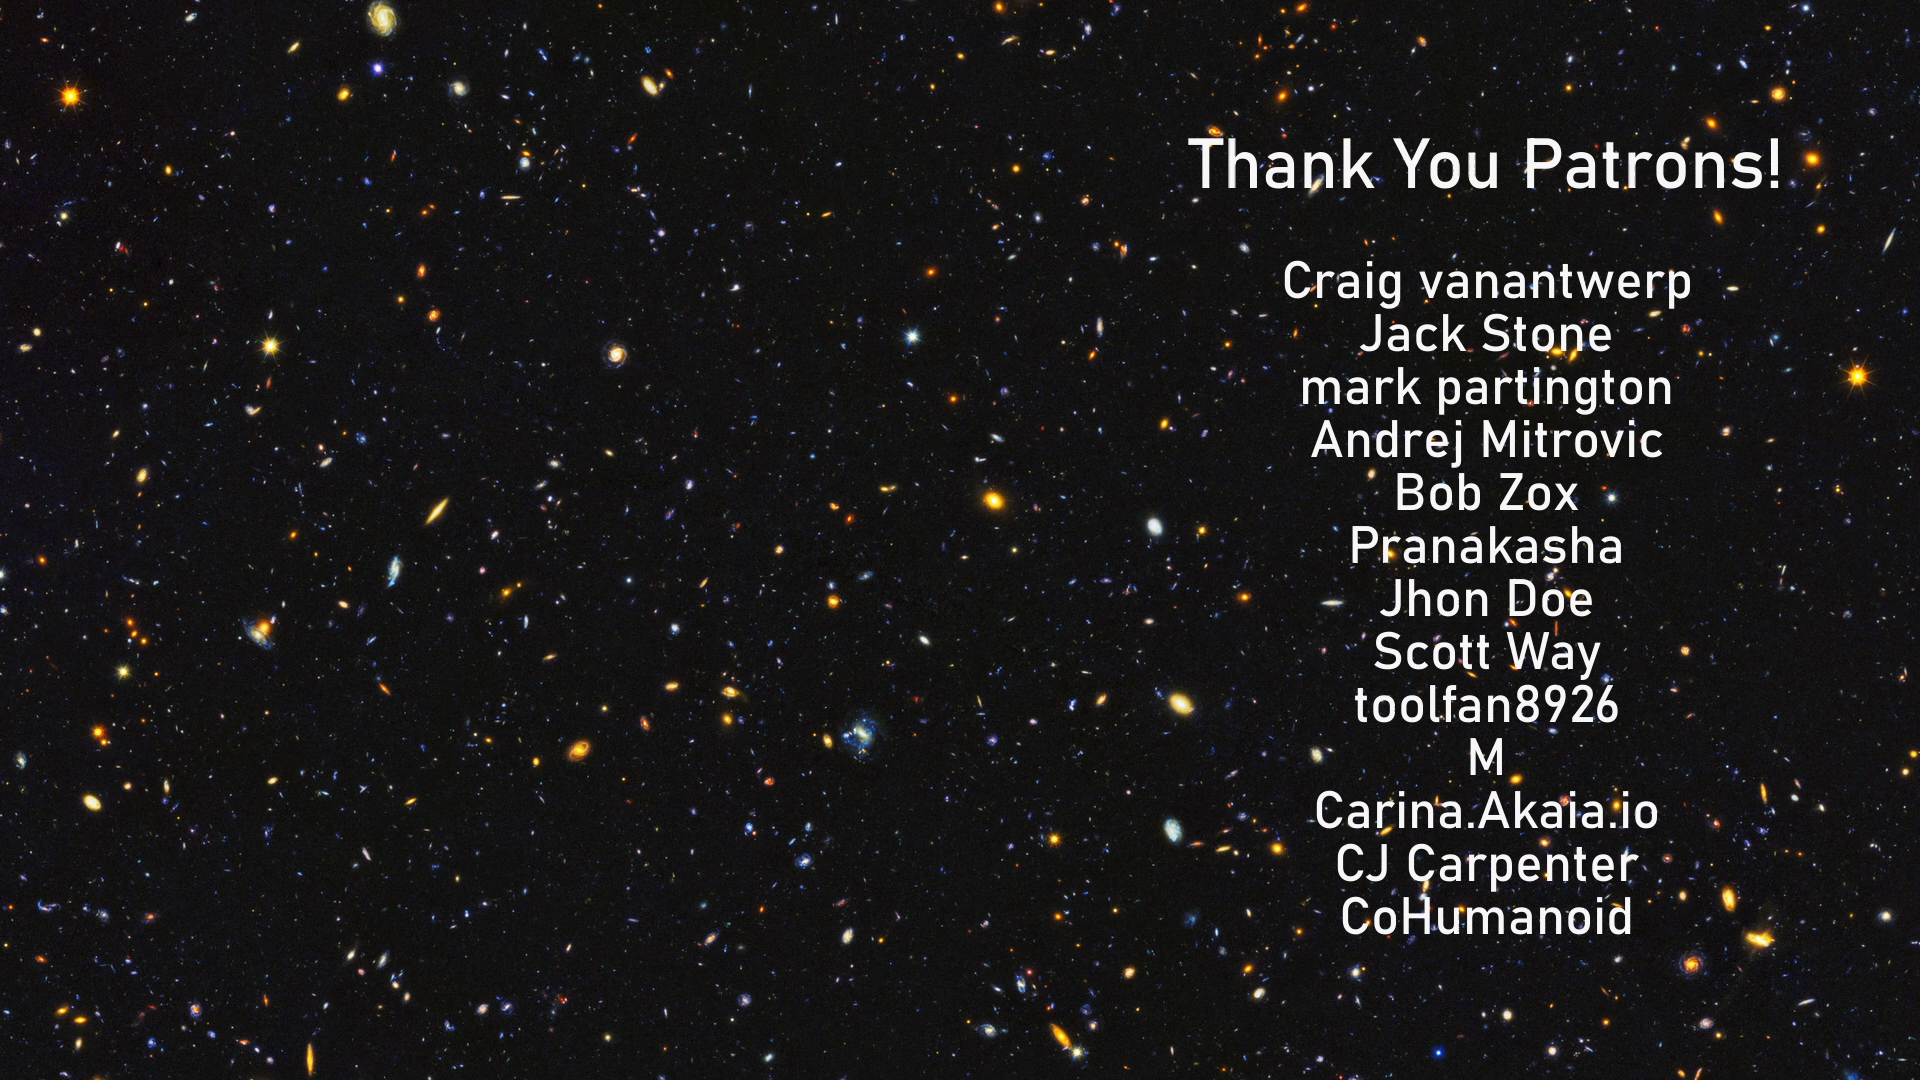 Thank You Patrons!
Craig vanantwerp
Jack Stone
mark partington
Andrej Mitrovic
Bob Zox
Pranakasha
Jhon Doe
Scott Way
toolfan8926
M
Carina.Akaia.io
CJ Carpenter
CoHumanoid